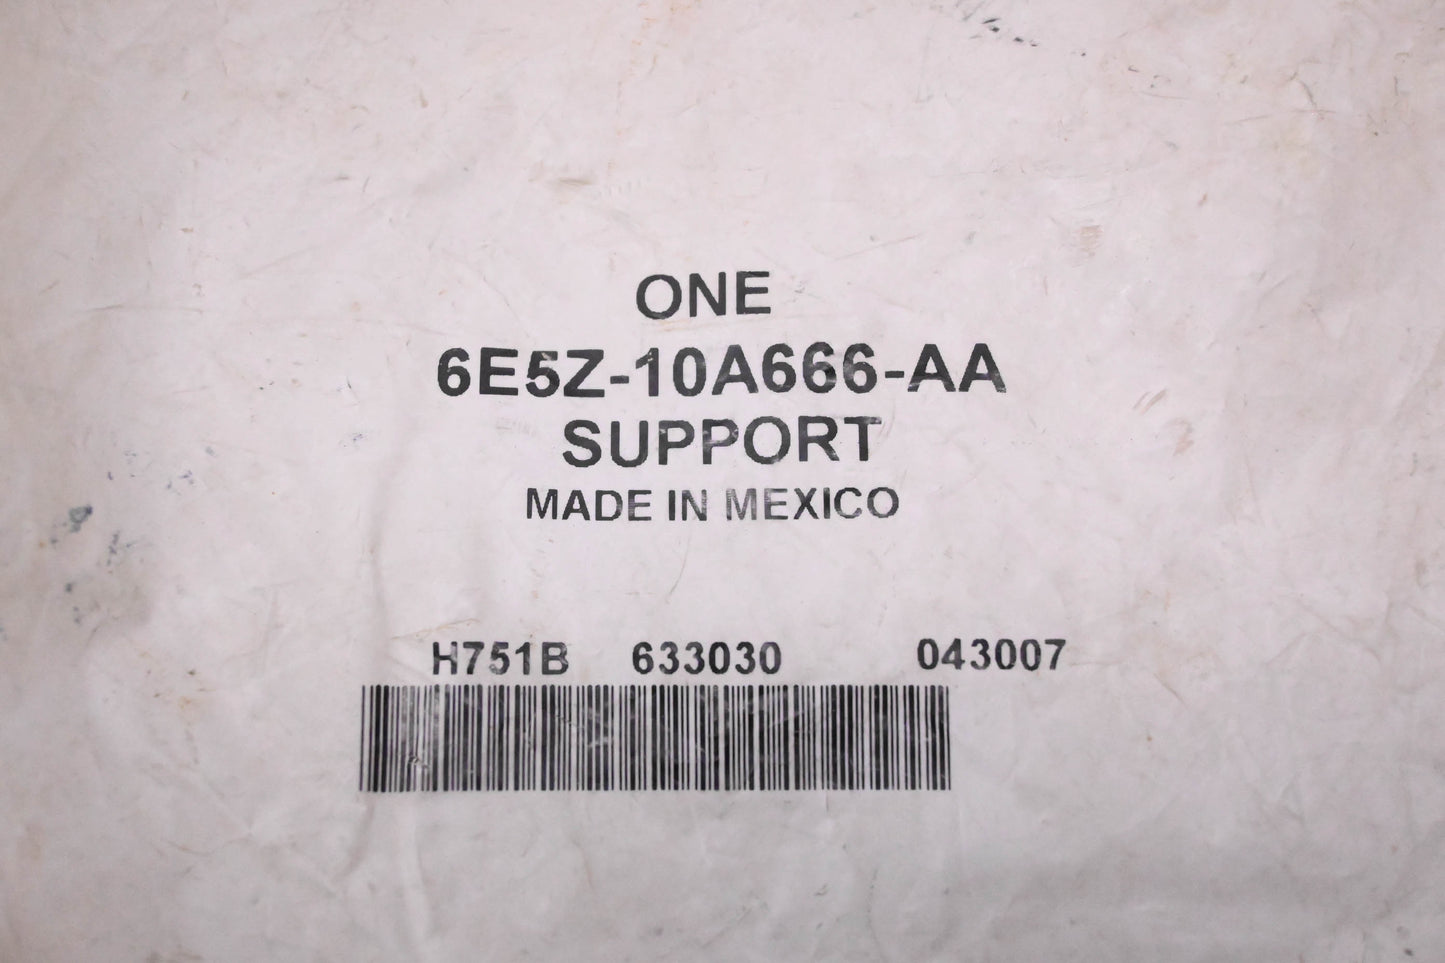 ONE
6E5Z-10A666-AA
SUPPORT
MADE IN MEXICO
H751B 633030 043007